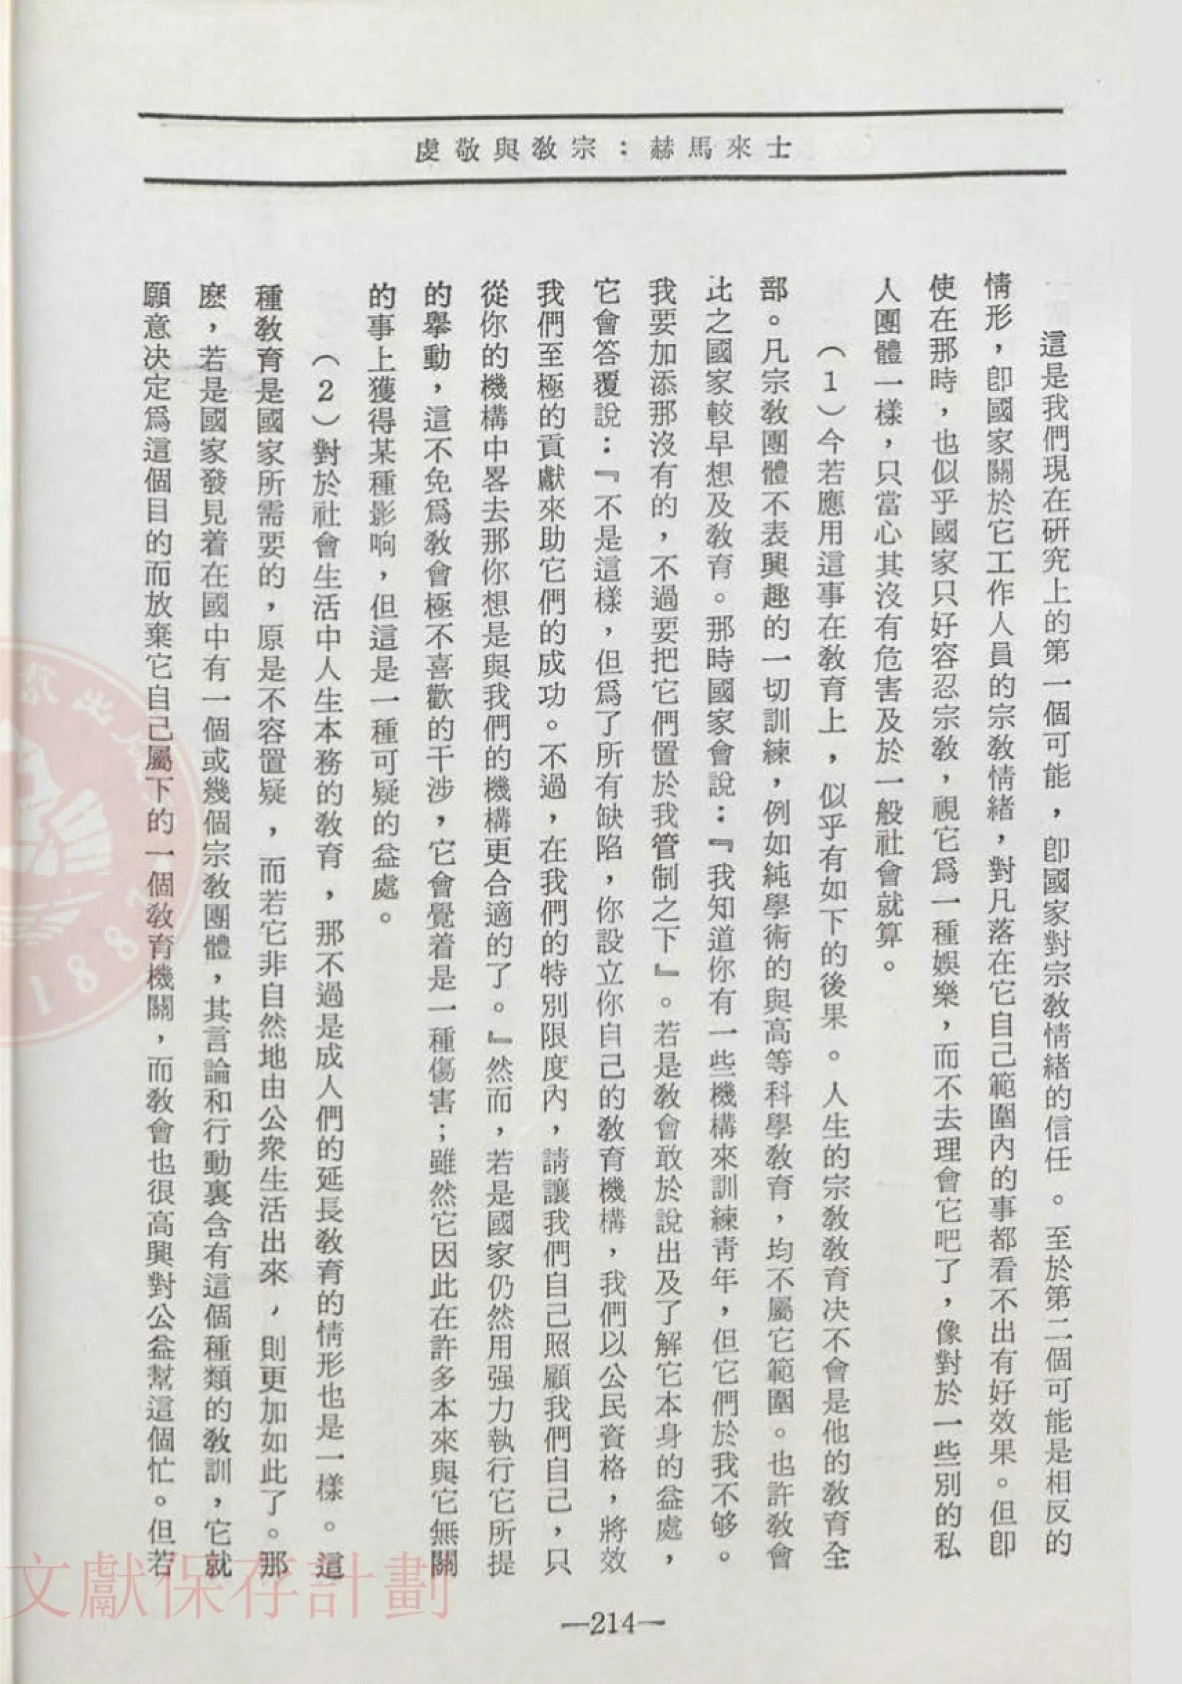 士來馬赫：宗教與敬虔
這是我們現在研究上的第一個可能，卽國家對宗教情緒的信任。至於第二個可能是相反的
情形，卽國家關於它工作人員的宗教情緒，對凡落在它自己範圍內的事都看不出有好效果。但卽
使在那時，也似乎國家只好容忍宗教，視它爲一種娛樂，而不去理會它吧了，像對於一些別的私
人團體一樣，只當心其沒有危害及於一般社會就算。
（1）今若應用這事在教育上，似乎有如下的後果。人生的宗教教育决不會是他的教育全
部。凡宗教團體不表興趣的一切訓練，例如純學術的與高等科學教育，均不屬它範圍。也許教會
比之國家較早想及教育。那時國家會說：『我知道你有一些機構來訓練靑年，但它們於我不够。
我要加添那沒有的，不過要把它們置於我管制之下』。若是教會敢於說出及了解它本身的益處，
它會答覆說：『不是這樣，但爲了所有缺陷，你設立你自己的教育機構，我們以公民資格，將效
我們至極的貢獻來助它們的成功。不過，在我們的特別限度內，請讓我們自己照顧我們自己，只
從你的機構中畧去那你想是與我們的機構更合適的了。』然而，若是國家仍然用强力執行它所提
的舉動，這不免爲教會極不喜歡的干涉，它會覺着是一種傷害；雖然它因此在許多本來與它無關
的事上獲得某種影响，但這是一種可疑的益處。
（2）對於社會生活中人生本務的教育，那不過是成人們的延長教育的情形也是一樣。這
種教育是國家所需要的，原是不容置疑，而若它非自然地由公衆生活出來，則更加如此了。那
麽，若是國家發見着在國中有一個或幾個宗教團體，其言論和行動裏含有這個種類的教訓，它就
願意决定爲這個目的而放棄它自己屬下的一個教育機關，而教會也很高興對公益幫這個忙。但若
—214—
文獻保存計劃
188